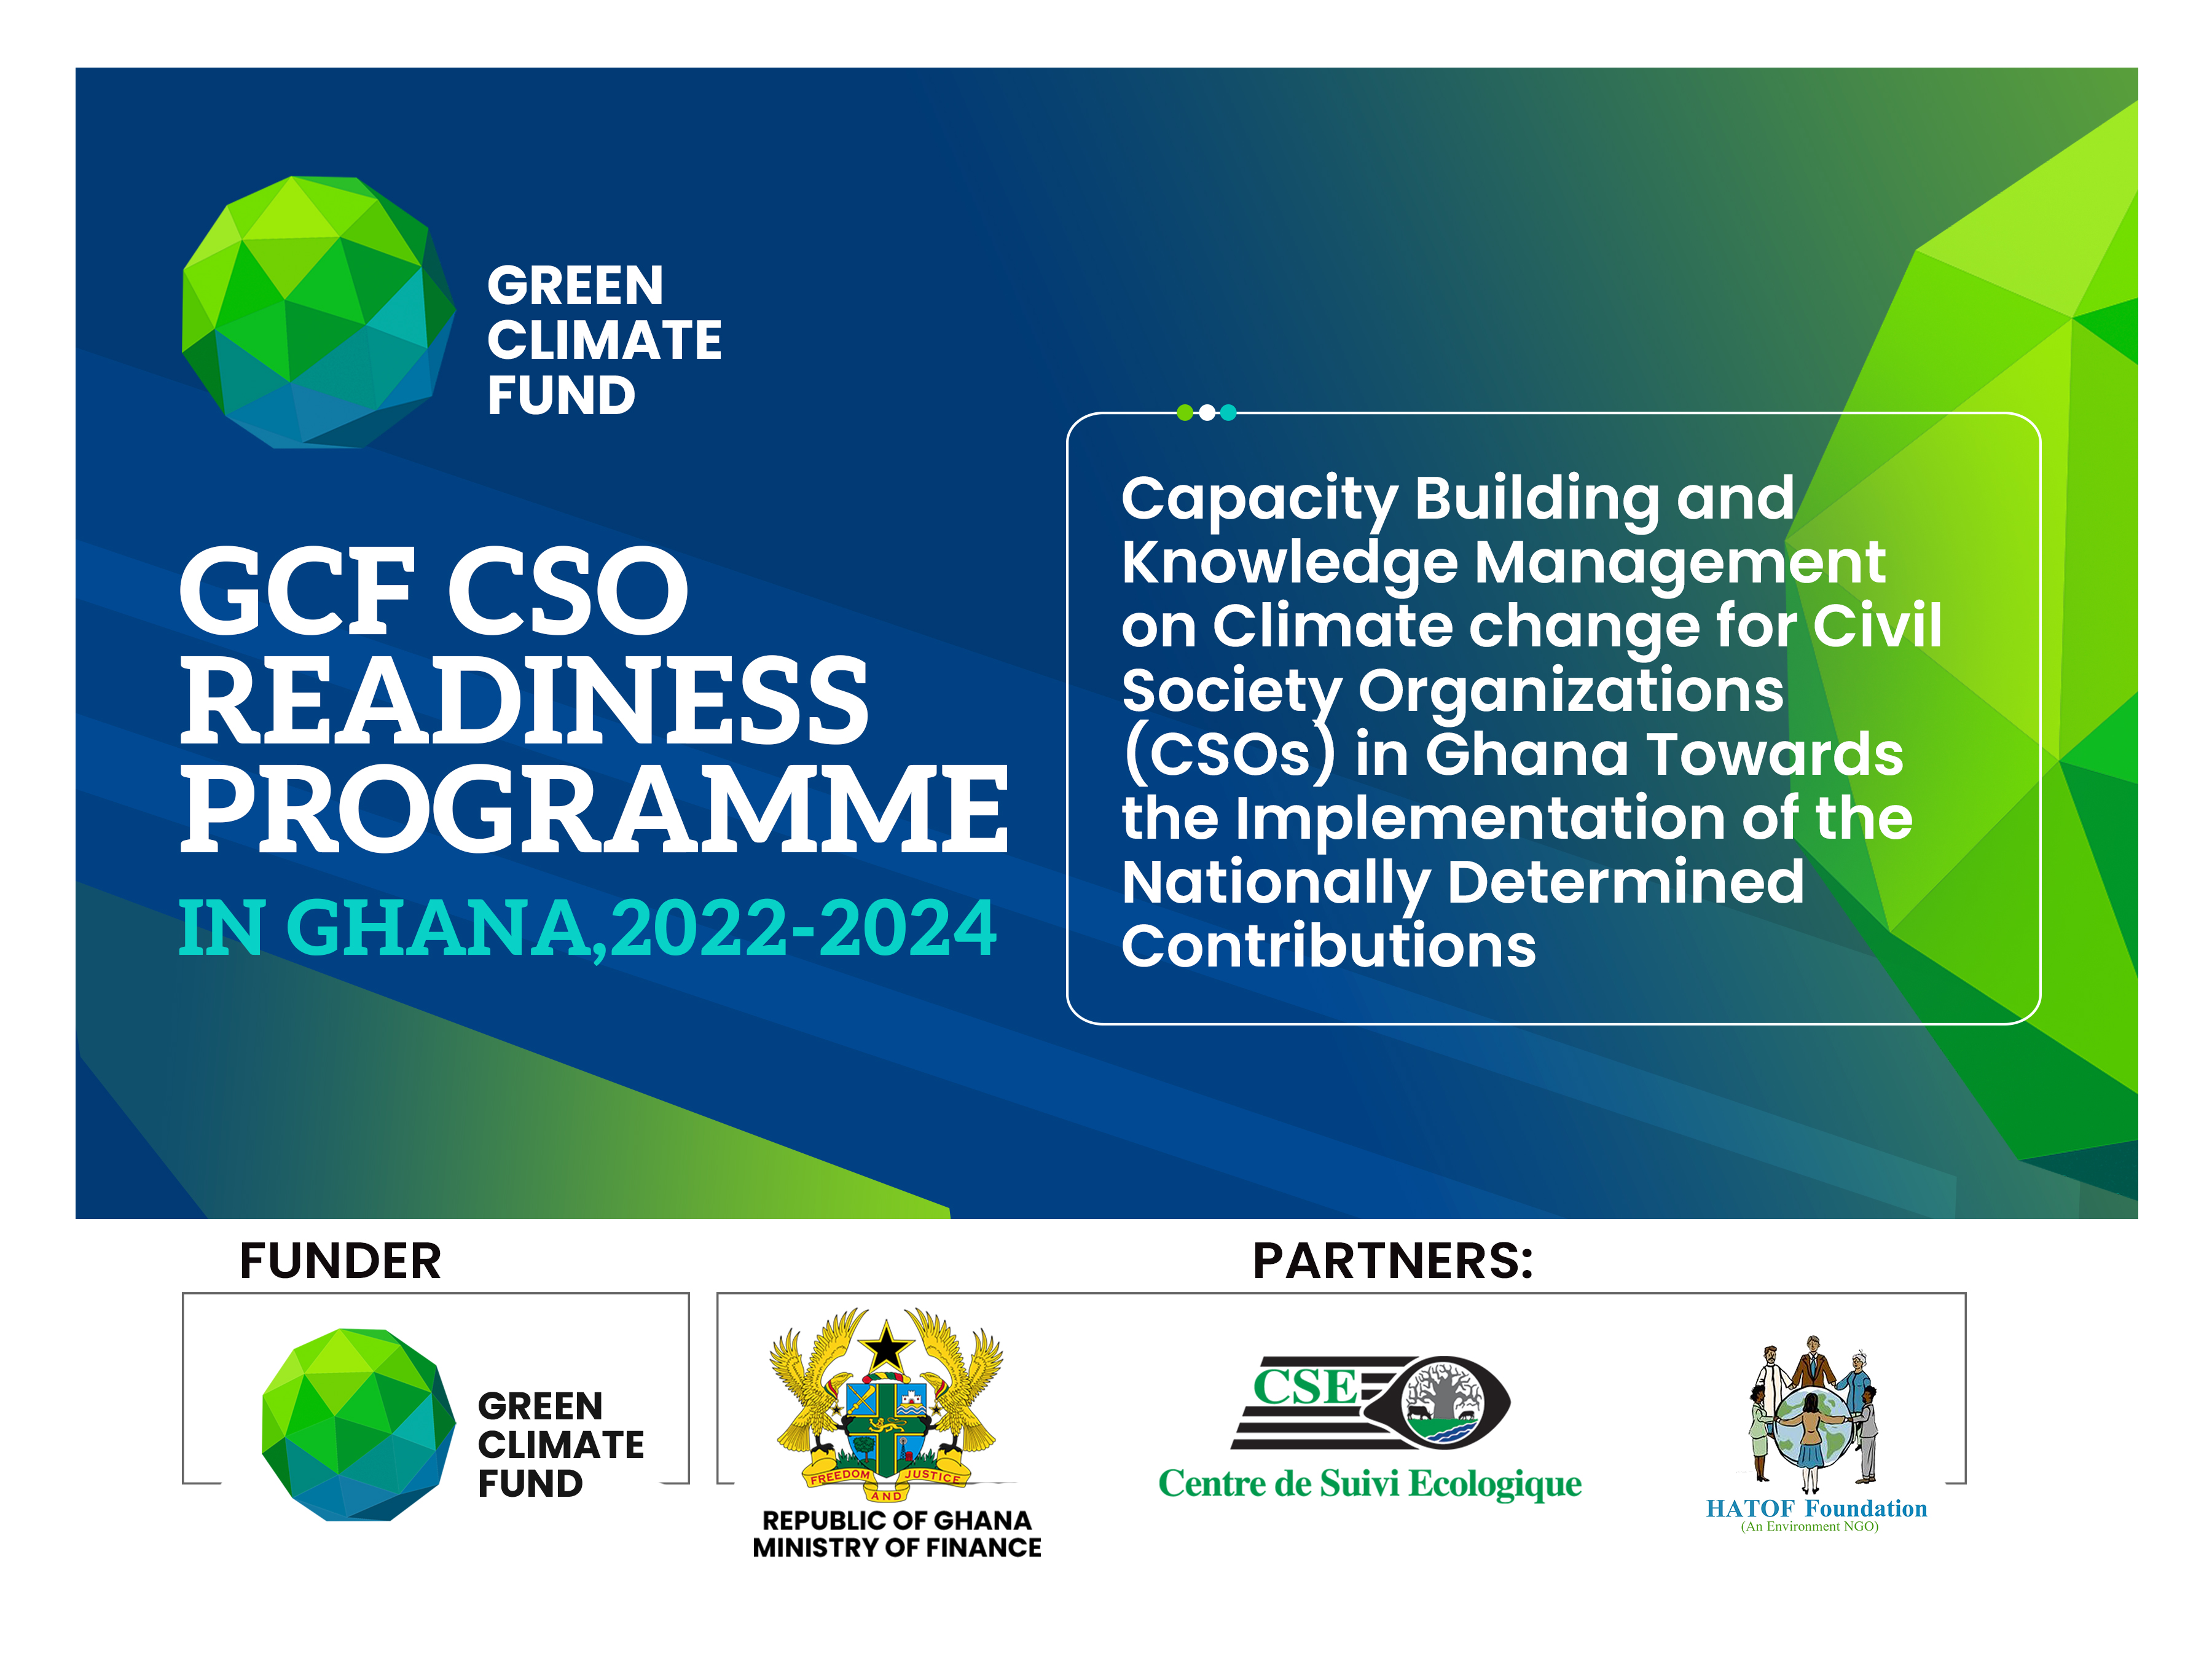 GREEN
CLIMATE
FUND
GCF CSO
READINESS
PROGRAMME
IN GHANA,2022-2024
Capacity Building and
Knowledge Management
on Climate change for Civil
Society Organizations
(CSOs) in Ghana Towards
the Implementation of the
Nationally Determined
Contributions
FUNDER
GREEN
CLIMATE
FUND
PARTNERS:
FREEDOM AND JUSTICE
REPUBLIC OF GHANA
MINISTRY OF FINANCE
CSE
Centre de Suivi Ecologique
HATOF Foundation
(An Environment NGO)